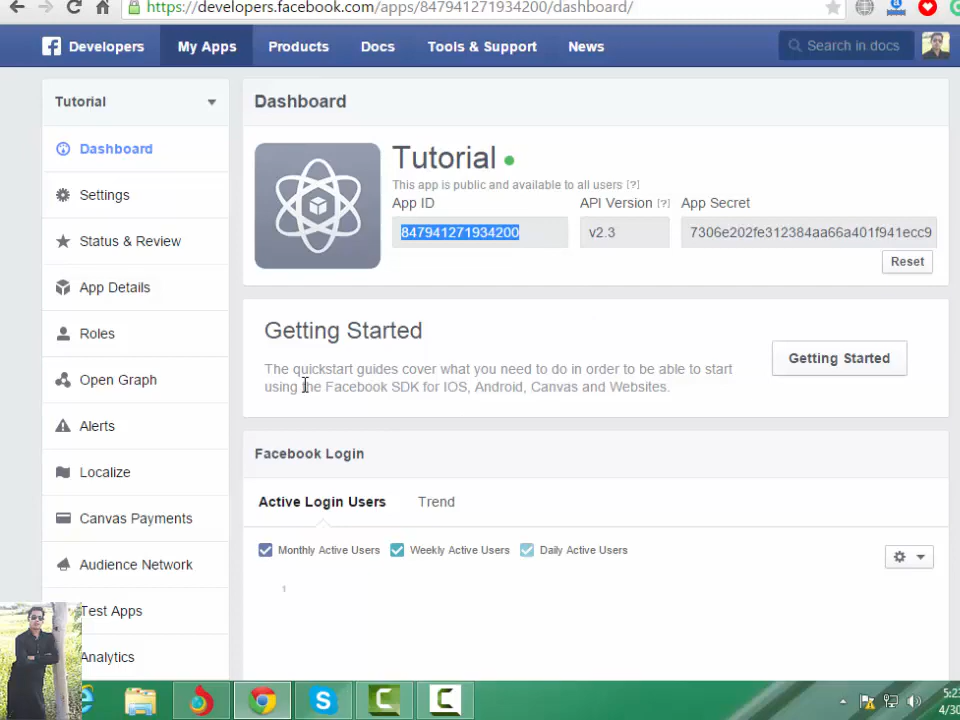 https://developers.facebook.com/apps/847941271934200/dashboard/
Developers My Apps Products Docs Tools & Support News Search in docs
Tutorial
Dashboard
Settings
Status & Review
App Details
Roles
Open Graph
Alerts
Localize
Canvas Payments
Audience Network
Test Apps
Analytics
Dashboard
Tutorial
This app is public and available to all users [?]
App ID API Version [?] App Secret
847941271934200 v2.3 7306e202fe312384aa66a401f941ecc9
Reset
Getting Started
The quickstart guides cover what you need to do in order to be able to start
using the Facebook SDK for IOS, Android, Canvas and Websites.
Getting Started
Facebook Login
Active Login Users Trend
Monthly Active Users Weekly Active Users Daily Active Users
1